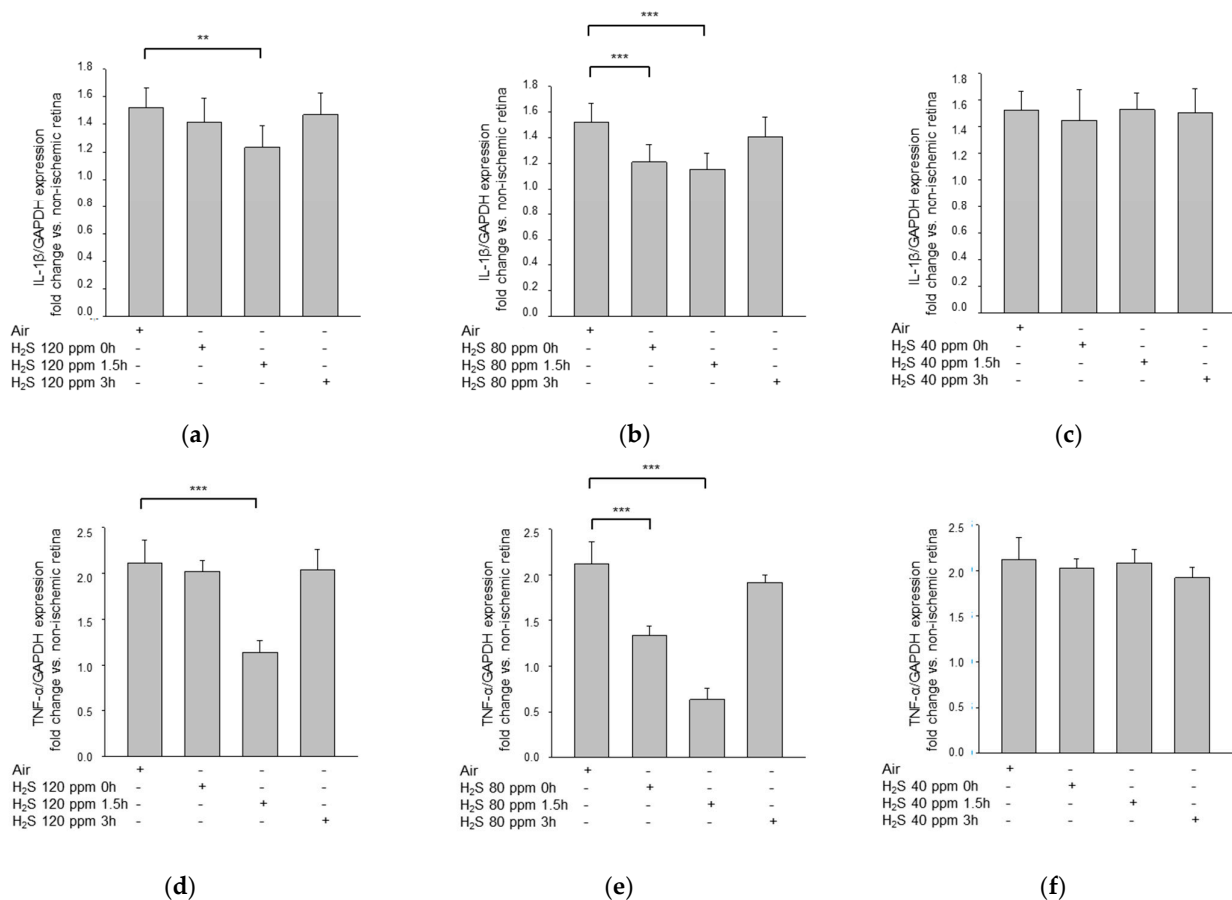 **
1.8
1.6
1.4
1.2
1.0
0.8
0.6
0.4
0.2
0.0
IL-1β/GAPDH expression
fold change vs. non-ischemic retina
Air + - - -
H₂S 120 ppm 0h - + - -
H₂S 120 ppm 1.5h - - + -
H₂S 120 ppm 3h - - - +
(a)
***
***
1.8
1.6
1.4
1.2
1.0
0.8
0.6
0.4
0.2
0.0
IL-1β/GAPDH expression
fold change vs. non-ischemic retina
Air + - - -
H₂S 80 ppm 0h - + - -
H₂S 80 ppm 1.5h - - + -
H₂S 80 ppm 3h - - - +
(b)
1.8
1.6
1.4
1.2
1.0
0.8
0.6
0.4
0.2
0.0
IL-1β/GAPDH expression
fold change vs. non-ischemic retina
Air + - - -
H₂S 40 ppm 0h - + - -
H₂S 40 ppm 1.5h - - + -
H₂S 40 ppm 3h - - - +
(c)
***
2.5
2.0
1.5
1.0
0.5
0.0
TNF-α/GAPDH expression
fold change vs. non-ischemic retina
Air + - - -
H₂S 120 ppm 0h - + - -
H₂S 120 ppm 1.5h - - + -
H₂S 120 ppm 3h - - - +
(d)
***
***
2.5
2.0
1.5
1.0
0.5
0.0
TNF-α/GAPDH expression
fold change vs. non-ischemic retina
Air + - - -
H₂S 80 ppm 0h - + - -
H₂S 80 ppm 1.5h - - + -
H₂S 80 ppm 3h - - - +
(e)
2.5
2.0
1.5
1.0
0.5
0.0
TNF-α/GAPDH expression
fold change vs. non-ischemic retina
Air + - - -
H₂S 40 ppm 0h - + - -
H₂S 40 ppm 1.5h - - + -
H₂S 40 ppm 3h - - - +
(f)